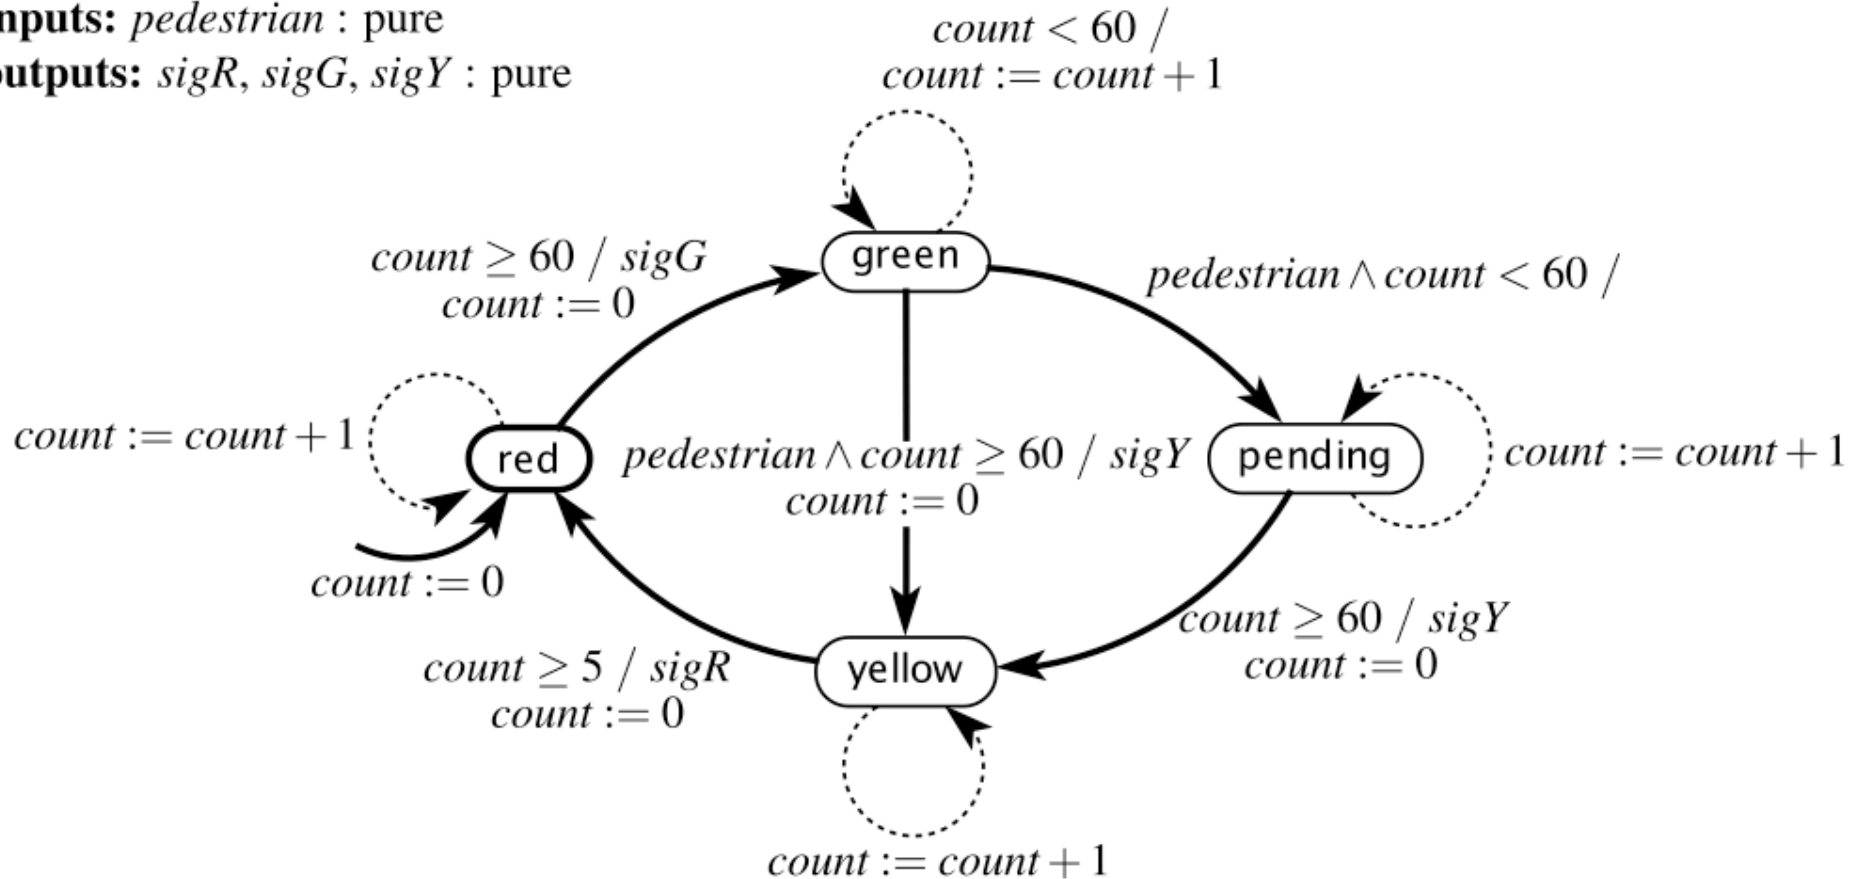 nputs: pedestrian : pure
outputs: sigR, sigG, sigY : pure
count < 60 /
count := count + 1
green
count ≥ 60 / sigG
count := 0
pedestrian ∧ count < 60 /
count := count + 1
red
pedestrian ∧ count ≥ 60 / sigY
count := 0
pending
count := count + 1
count := 0
count ≥ 5 / sigR
count := 0
yellow
count ≥ 60 / sigY
count := 0
count := count + 1